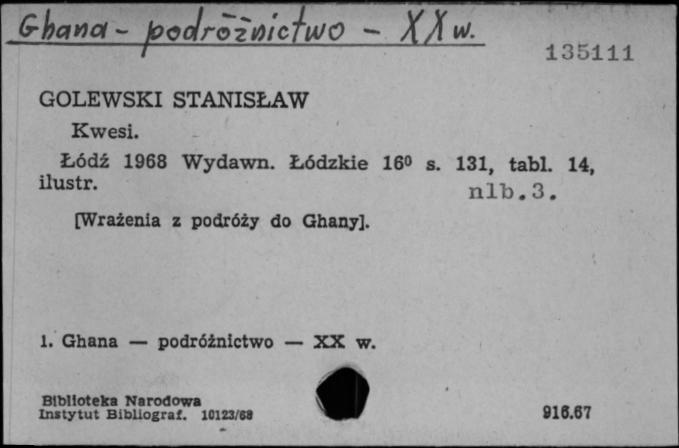 Ghana - podróżnictwo - XX w.
135111
GOLEWSKI STANISŁAW
Kwesi.
Łódź 1968 Wydawn. Łódzkie 16⁰ s. 131, tabl. 14,
ilustr. nlb.3.
[Wrażenia z podróży do Ghany].
1. Ghana — podróżnictwo — XX w.
Biblioteka Narodowa
Instytut Bibliograf. 10123/68 916.67